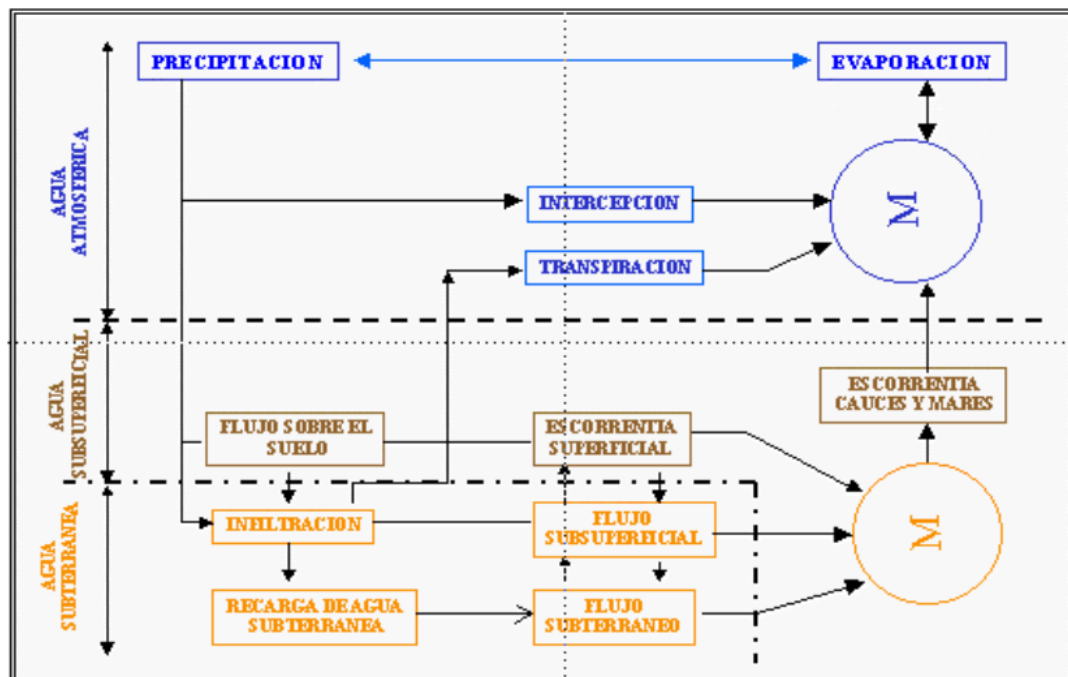 PRECIPITACION
EVAPORACION
AGUA
ATMOSFERICA
M
INTERCEPCION
TRANSPIRACION
AGUA
SUBSUPERFICIAL
ESCORRENTIA
CAUCES Y MARES
FLUJO SOBRE EL
SUELO
ESCORRENTIA
SUPERFICIAL
AGUA
SUBTERRANEA
INFILTRACION
FLUJO
SUBSUPERFICIAL
M
RECARGA DE AGUA
SUBTERRANEA
FLUJO
SUBTERRANEO